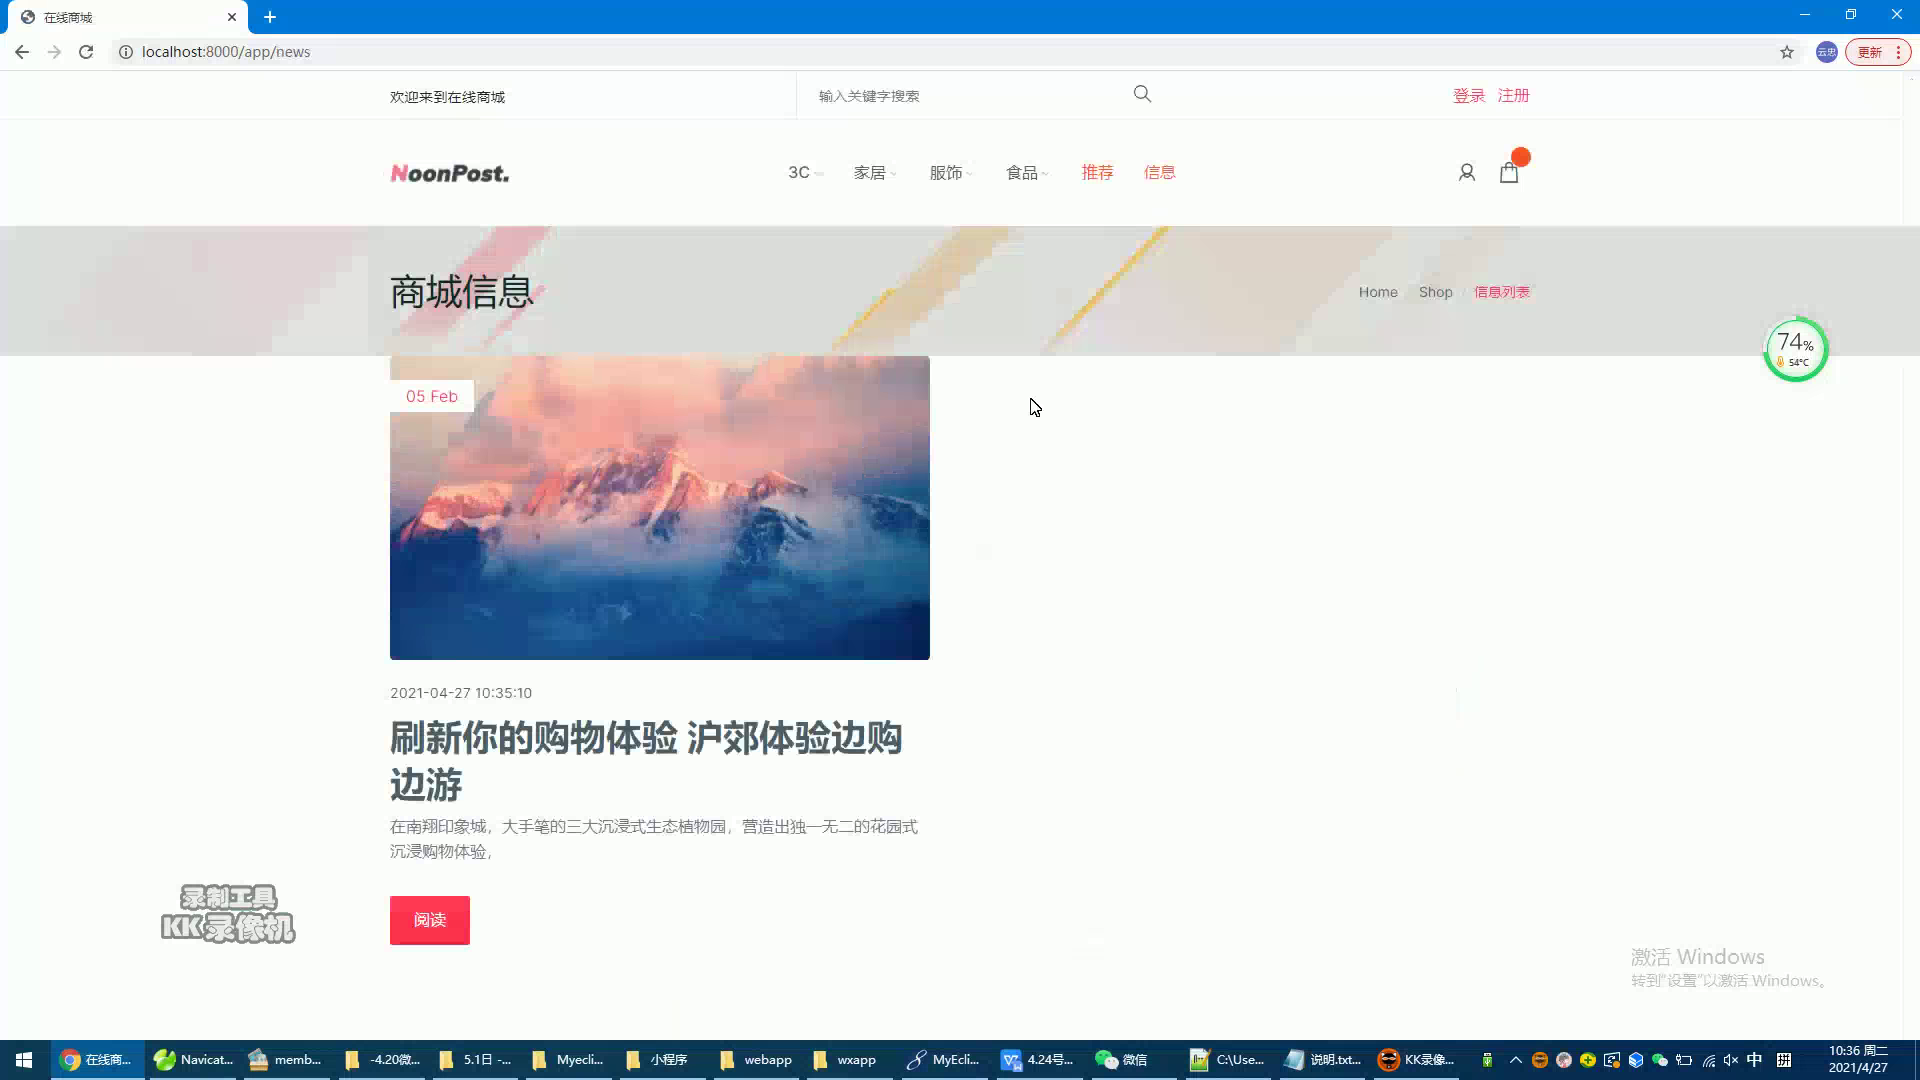 在线商城
localhost:8000/app/news
云忠
更新
欢迎来到在线商城
输入关键字搜索
登录 注册
NoonPost.
3C
家居
服饰
食品
推荐
信息
商城信息
Home
Shop
信息列表
74%
54°C
05 Feb
2021-04-27 10:35:10
刷新你的购物体验 沪郊体验边购
边游
在南翔印象城，大手笔的三大沉浸式生态植物园，营造出独一无二的花园式
沉浸购物体验，
阅读
录制工具
KK录像机
激活 Windows
转到"设置"以激活 Windows。
在线商...
Navicat...
memb...
-4.20微...
5.1日 -...
Myecli...
小程序
webapp
wxapp
MyEcli...
4.24号...
微信
C:\Use...
说明.txt...
KK录像...
中
拼
10:36 周二
2021/4/27